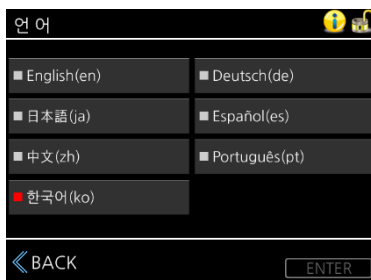 언 어
English(en)
Deutsch(de)
日本語(ja)
Español(es)
中文(zh)
Português(pt)
한국어(ko)
BACK
ENTER